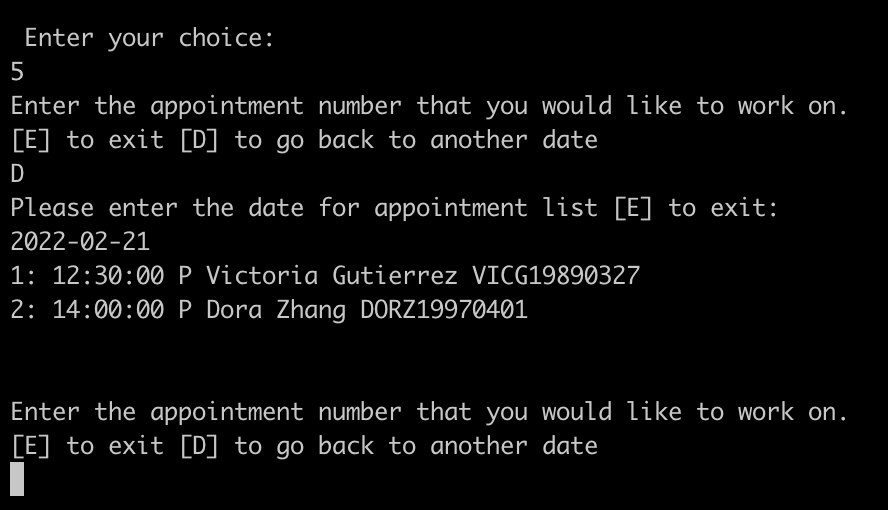 Enter your choice:
5
Enter the appointment number that you would like to work on.
[E] to exit [D] to go back to another date
D
Please enter the date for appointment list [E] to exit:
2022-02-21
1: 12:30:00 P Victoria Gutierrez VICG19890327
2: 14:00:00 P Dora Zhang DORZ19970401
Enter the appointment number that you would like to work on.
[E] to exit [D] to go back to another date